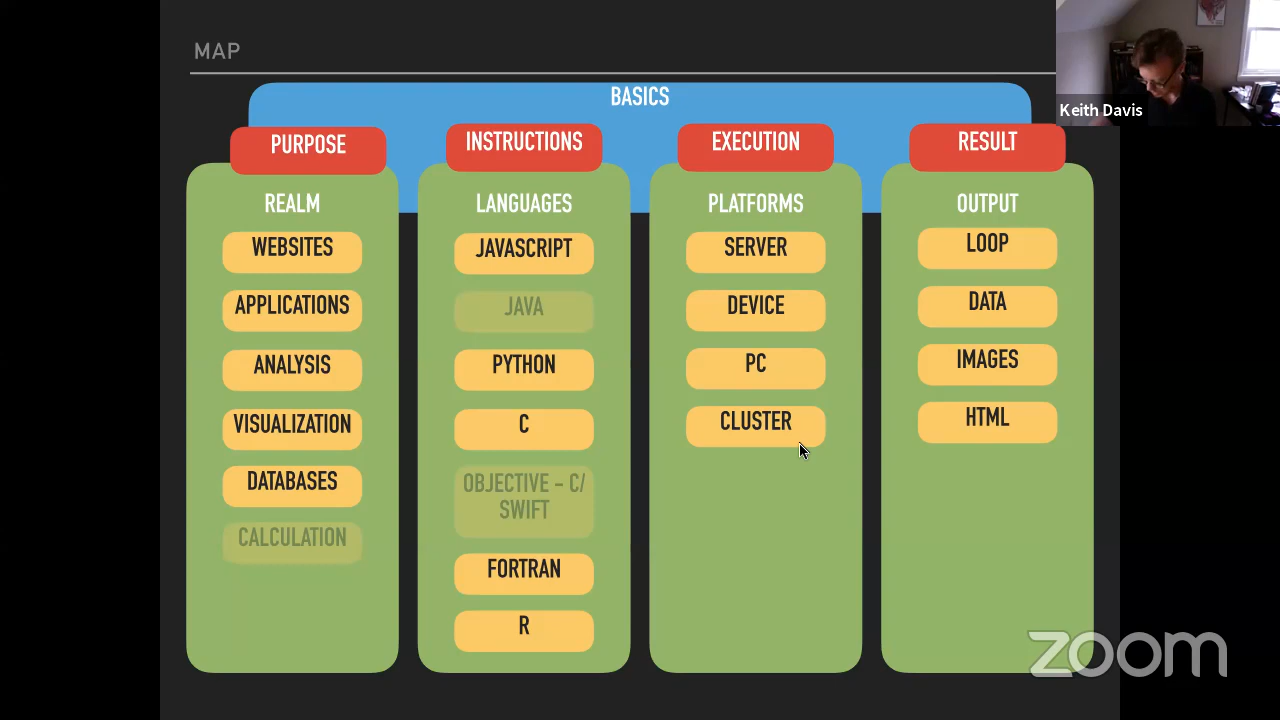 MAP
Keith Davis
BASICS
PURPOSE
INSTRUCTIONS
EXECUTION
RESULT
REALM
WEBSITES
APPLICATIONS
ANALYSIS
VISUALIZATION
DATABASES
CALCULATION
LANGUAGES
JAVASCRIPT
JAVA
PYTHON
C
OBJECTIVE - C/
SWIFT
FORTRAN
R
PLATFORMS
SERVER
DEVICE
PC
CLUSTER
OUTPUT
LOOP
DATA
IMAGES
HTML
zoom